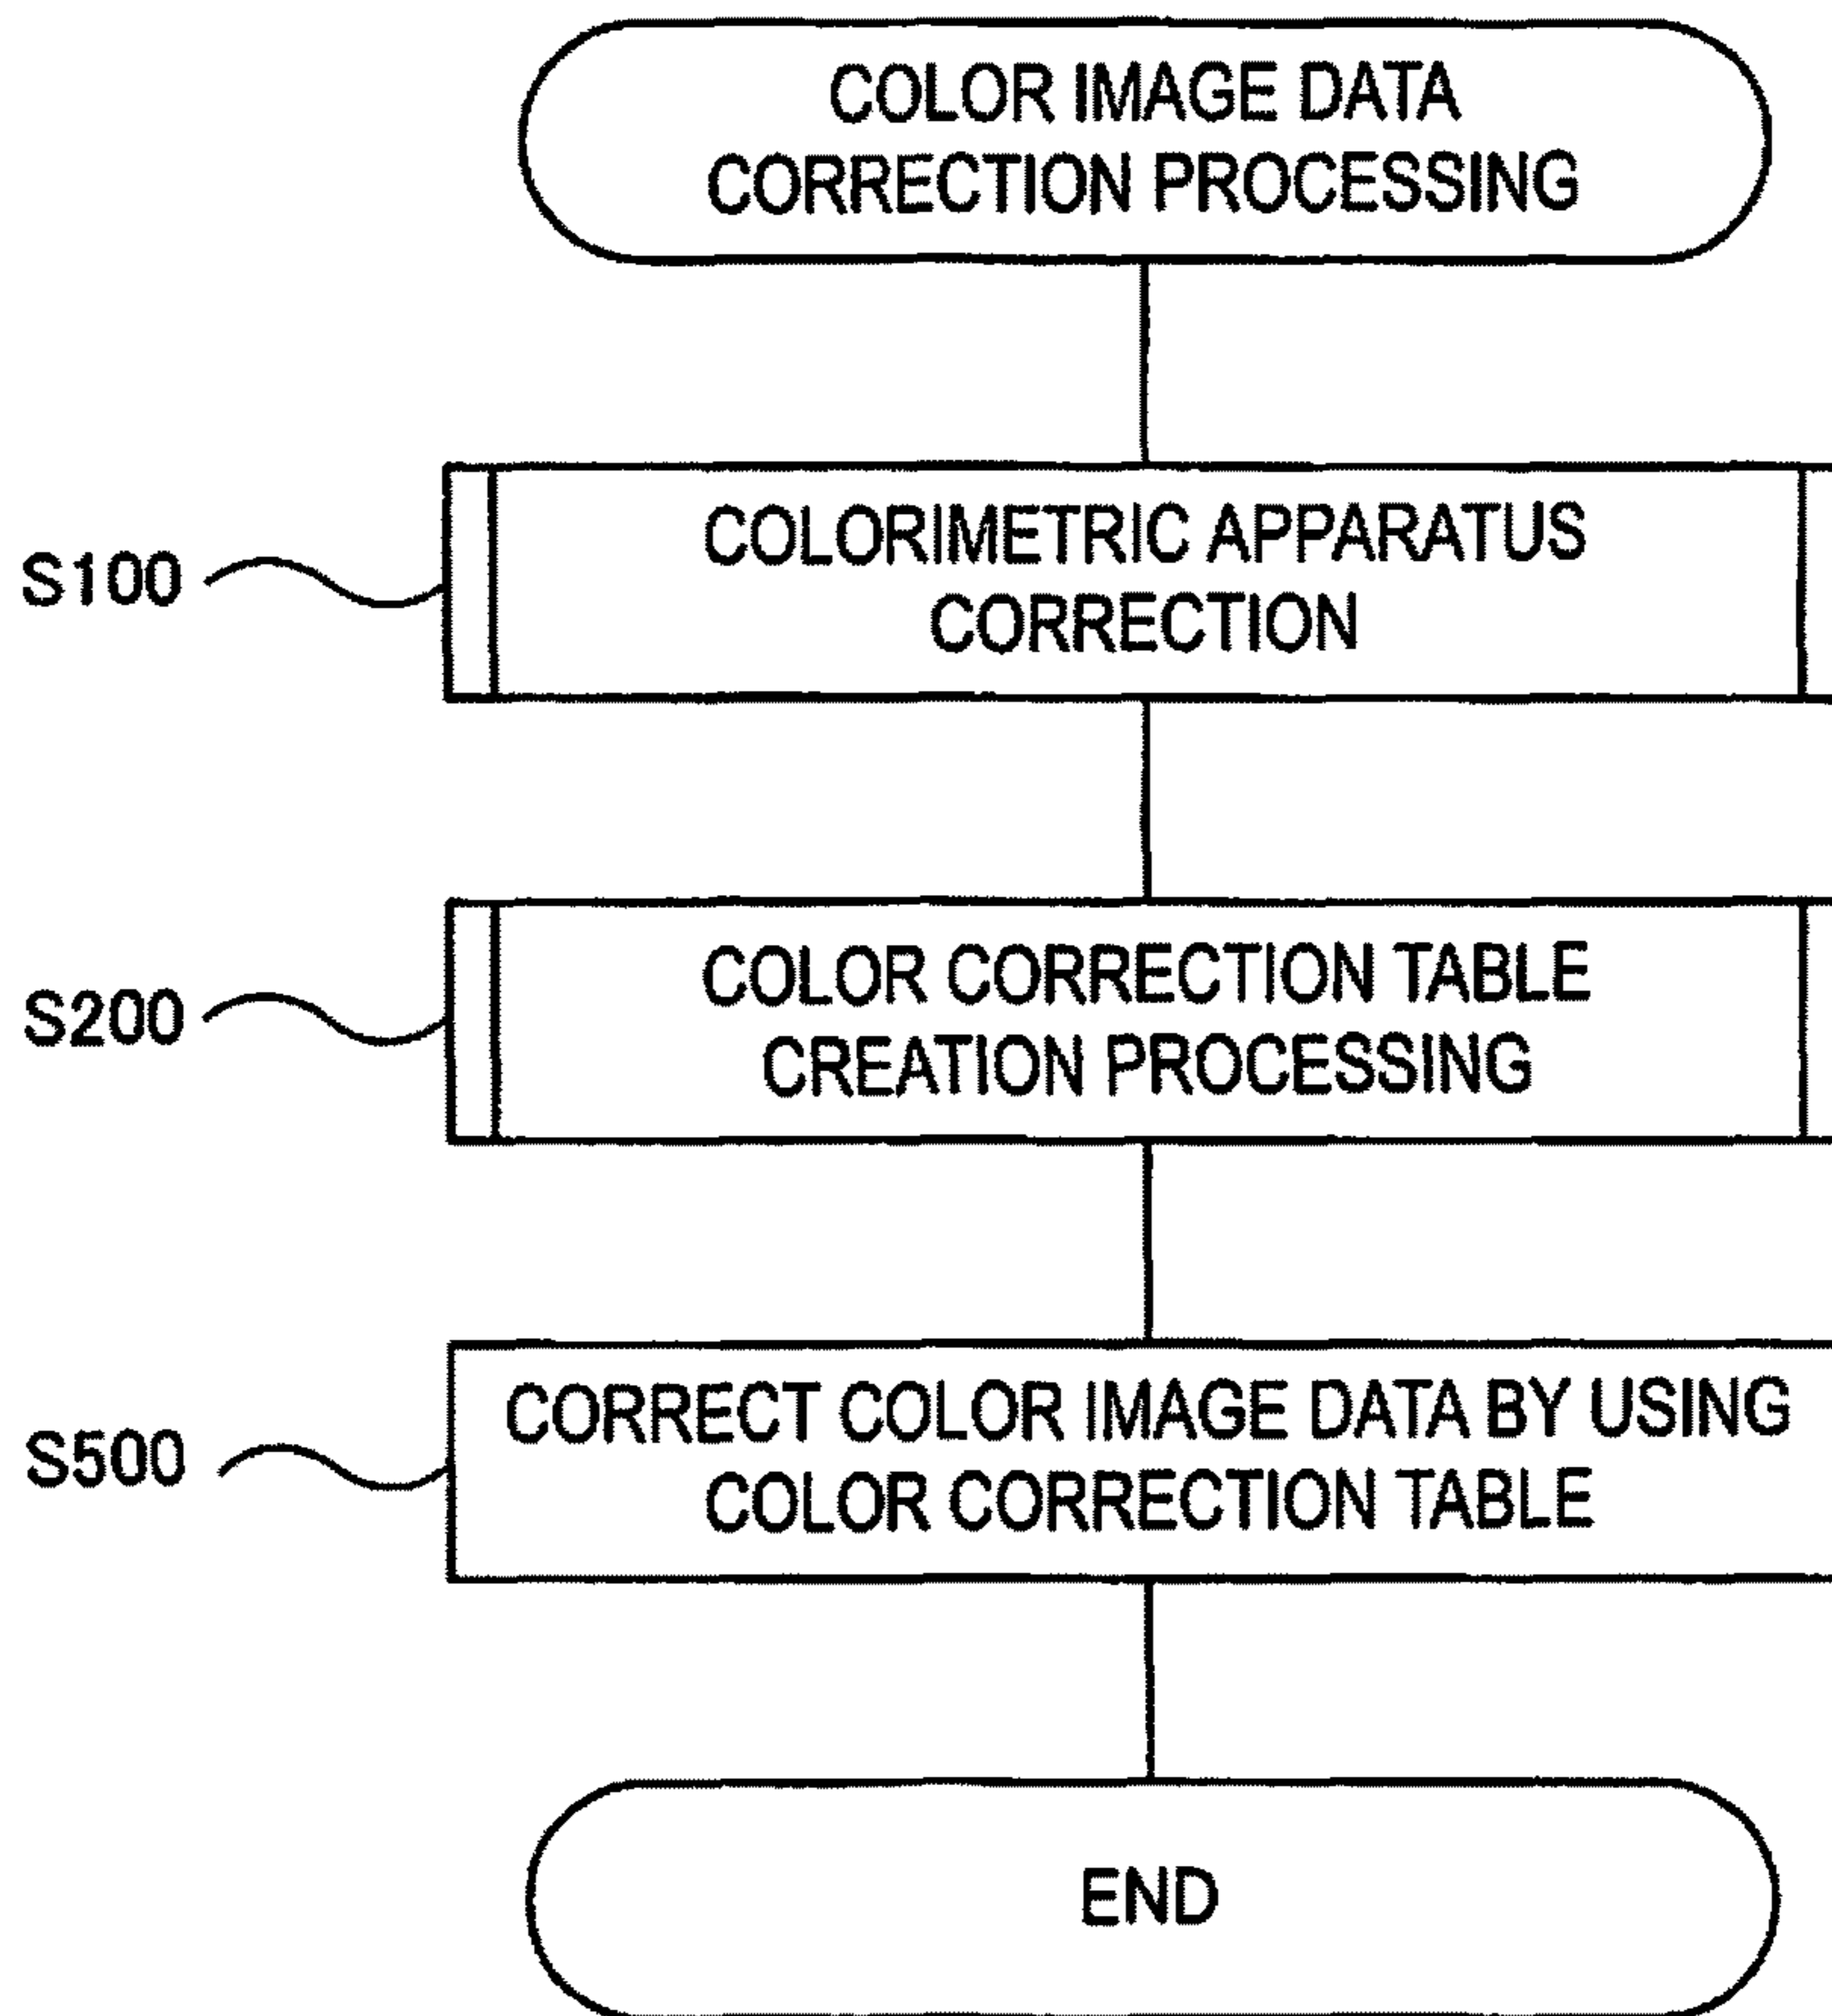 COLOR IMAGE DATA
CORRECTION PROCESSING
S100
COLORIMETRIC APPARATUS
CORRECTION
S200
COLOR CORRECTION TABLE
CREATION PROCESSING
S500
CORRECT COLOR IMAGE DATA BY USING
COLOR CORRECTION TABLE
END